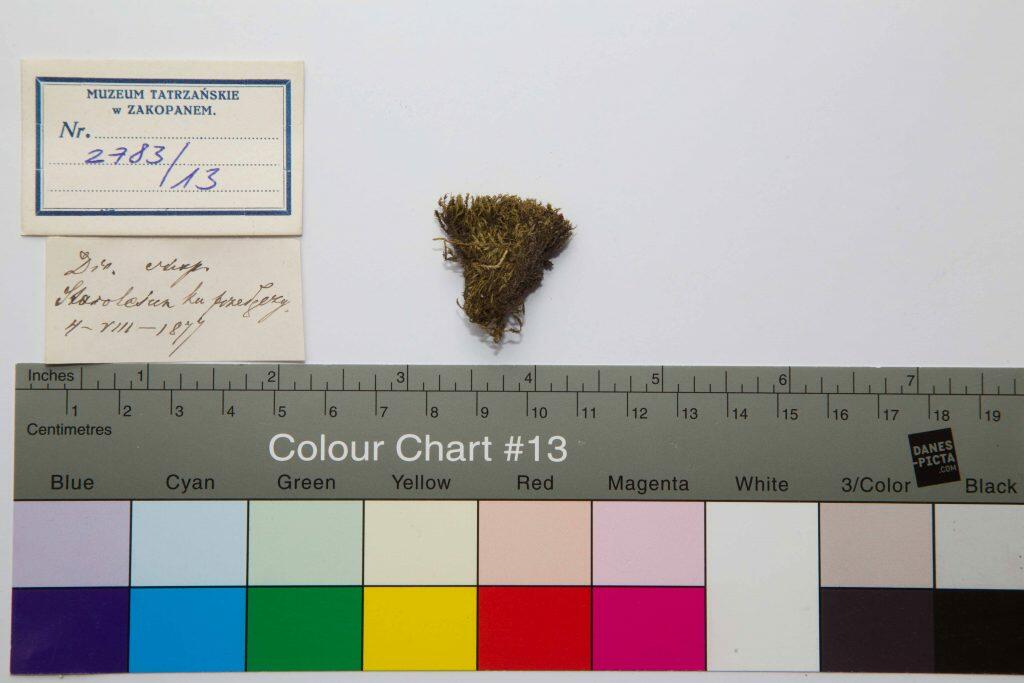 MUZEUM TATRZAŃSKIE
w ZAKOPANEM.
Nr.
2783/13
Dic.
ku
4-VIII-1877
Inches 1 2 3 4 5 6 7
1 2 3 4 5 6 7 8 9 10 11 12 13 14 15 16 17 18 19
Centimetres
Colour Chart #13
DANES
-PICTA
.COM
Blue Cyan Green Yellow Red Magenta White 3/Color Black